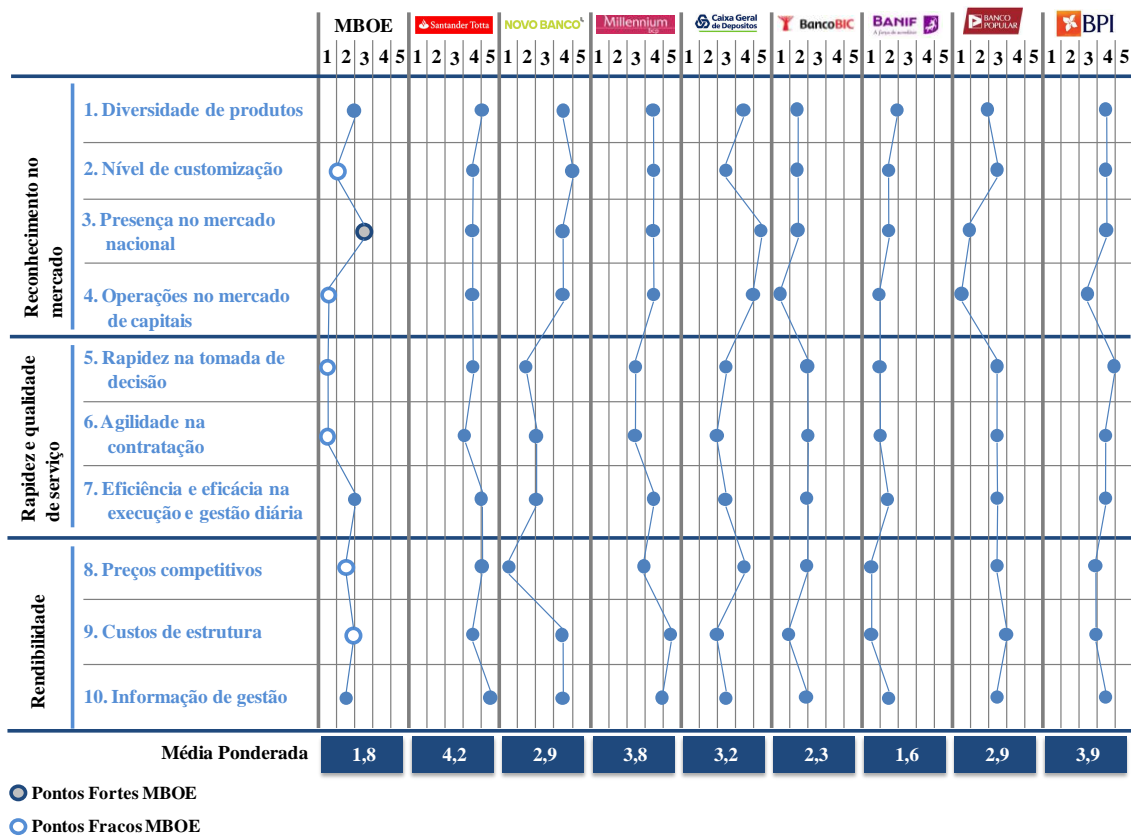 MBOE
Santander Totta
NOVO BANCO
Millennium
bcp
Caixa Geral
de Depositos
BancoBIC
BANIF
A força de acreditar
BANCO
POPULAR
BPI
1 2 3 4 5
1 2 3 4 5
1 2 3 4 5
1 2 3 4 5
1 2 3 4 5
1 2 3 4 5
1 2 3 4 5
1 2 3 4 5
1 2 3 4 5
Reconhecimento no
mercado
1. Diversidade de produtos
2. Nível de customização
3. Presença no mercado
nacional
4. Operações no mercado
de capitais
Rapidez e qualidade
de serviço
5. Rapidez na tomada de
decisão
6. Agilidade na
contratação
7. Eficiência e eficácia na
execução e gestão diária
Rendibilidade
8. Preços competitivos
9. Custos de estrutura
10. Informação de gestão
Média Ponderada
1,8
4,2
2,9
3,8
3,2
2,3
1,6
2,9
3,9
Pontos Fortes MBOE
Pontos Fracos MBOE